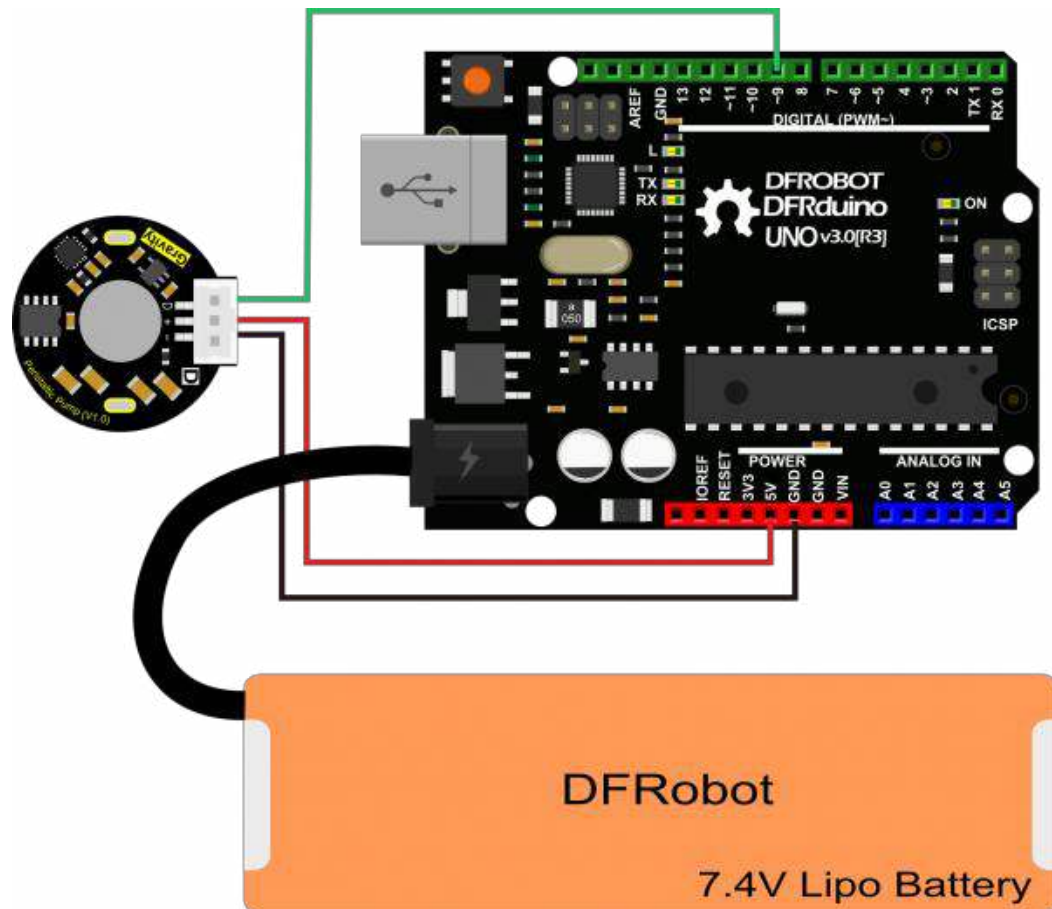 AREF
GND
13
12
~11
~10
~9
8
7
~6
~5
4
~3
2
TX 1
RX 0
DIGITAL (PWM~)
L
TX
RX
DFROBOT
DFRduino
UNO v3.0[R3]
ON
ICSP
Gravity
D
+
-
D
Peristaltic Pump (V1.0)
a
050
POWER
ANALOG IN
IOREF
RESET
3V3
5V
GND
GND
VIN
A0
A1
A2
A3
A4
A5
DFRobot
7.4V Lipo Battery